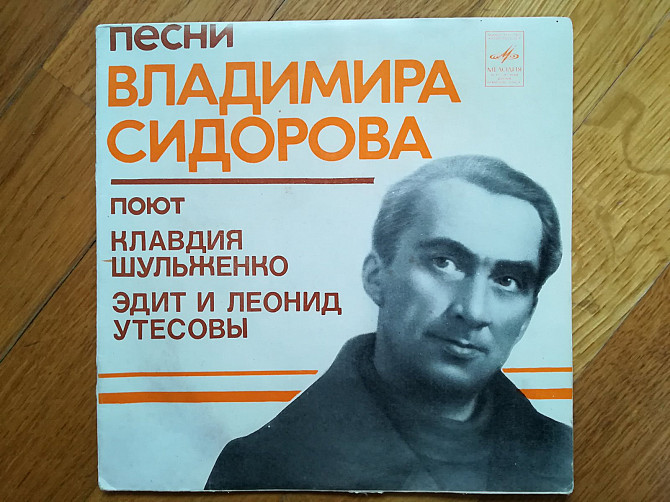 песни
ВЛАДИМИРА
СИДОРОВА
МЕЛОДИЯ
ПОЮТ
КЛАВДИЯ
ШУЛЬЖЕНКО
ЭДИТ И ЛЕОНИД
УТЕСОВЫ